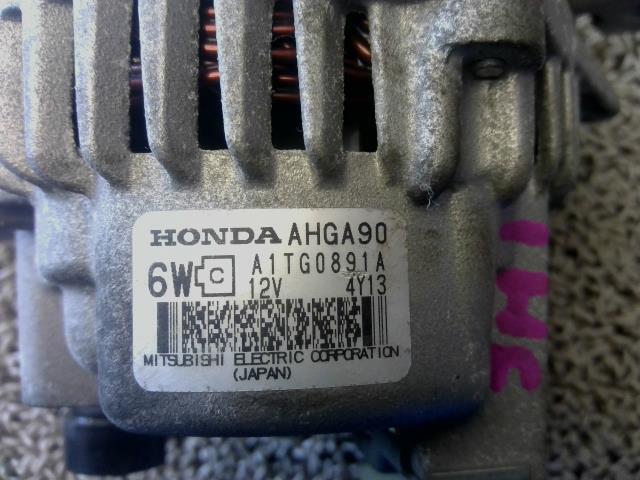 HONDA AHGA90
6W C A1TG0891A
12V 4Y13
MITSUBISHI ELECTRIC CORPORATION
(JAPAN)